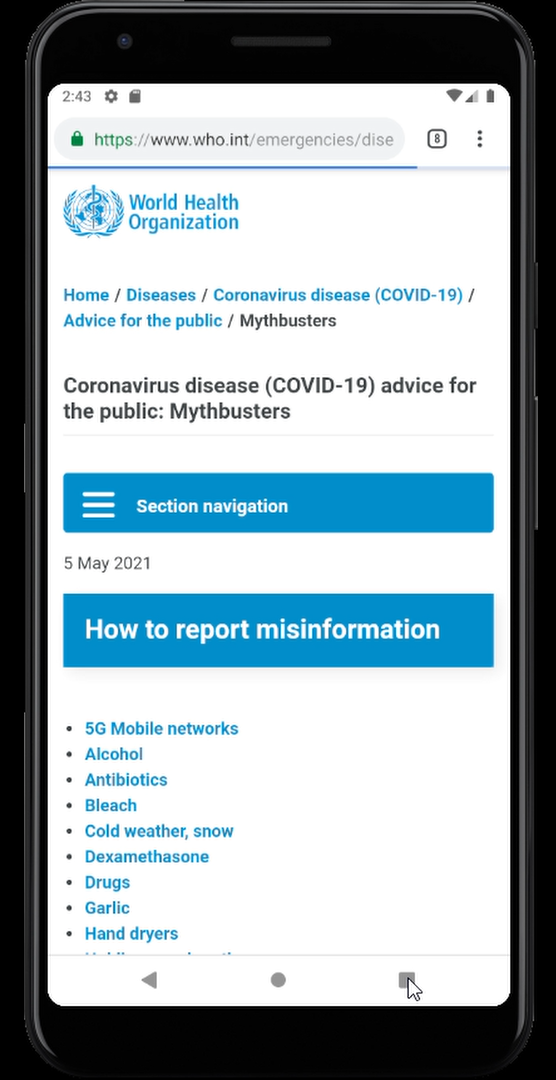 2:43
https://www.who.int/emergencies/dise
8
World Health
Organization
Home / Diseases / Coronavirus disease (COVID-19) /
Advice for the public / Mythbusters
Coronavirus disease (COVID-19) advice for
the public: Mythbusters
Section navigation
5 May 2021
How to report misinformation
• 5G Mobile networks
• Alcohol
• Antibiotics
• Bleach
• Cold weather, snow
• Dexamethasone
• Drugs
• Garlic
• Hand dryers